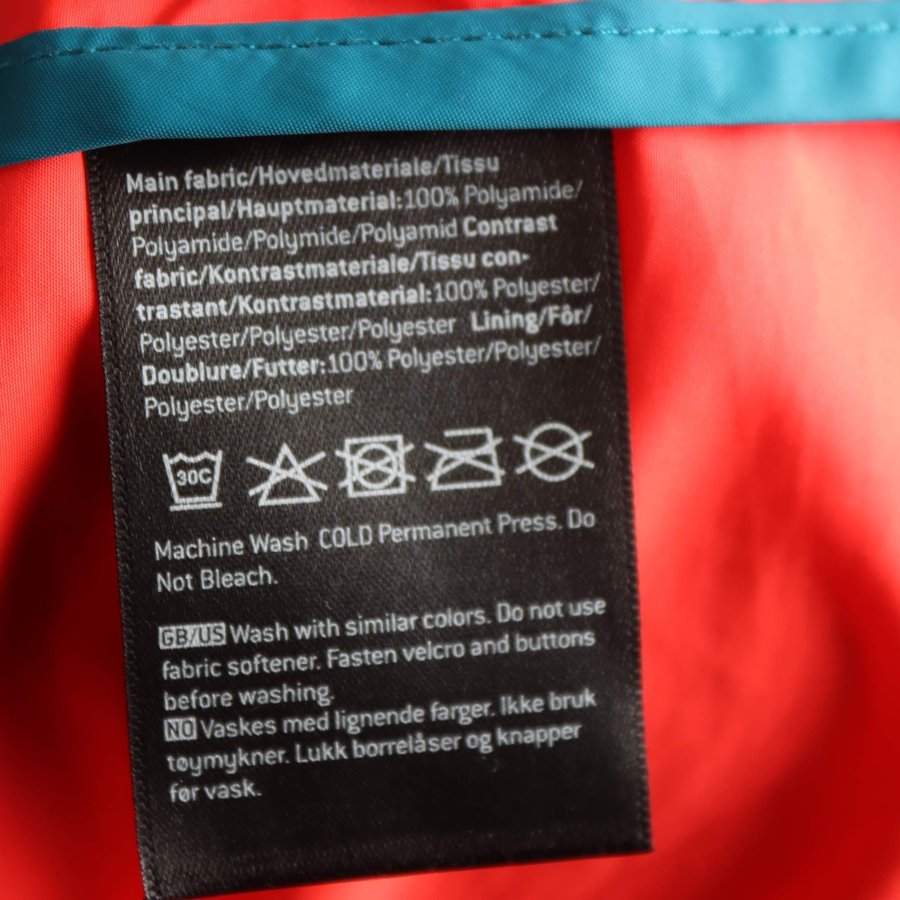 Main fabric/Hovedmateriale/Tissu
principal/Hauptmaterial:100% Polyamide/
Polyamide/Polymide/Polyamid Contrast
fabric/Kontrastmateriale/Tissu con-
trastant/Kontrastmaterial:100% Polyester/
Polyester/Polyester/Polyester Lining/Fôr/
Doublure/Futter:100% Polyester/Polyester/
Polyester/Polyester
30C
Machine Wash COLD Permanent Press. Do
Not Bleach.
GB/US Wash with similar colors. Do not use
fabric softener. Fasten velcro and buttons
before washing.
NO Vaskes med lignende farger. Ikke bruk
tøymykner. Lukk borrelåser og knapper
før vask.